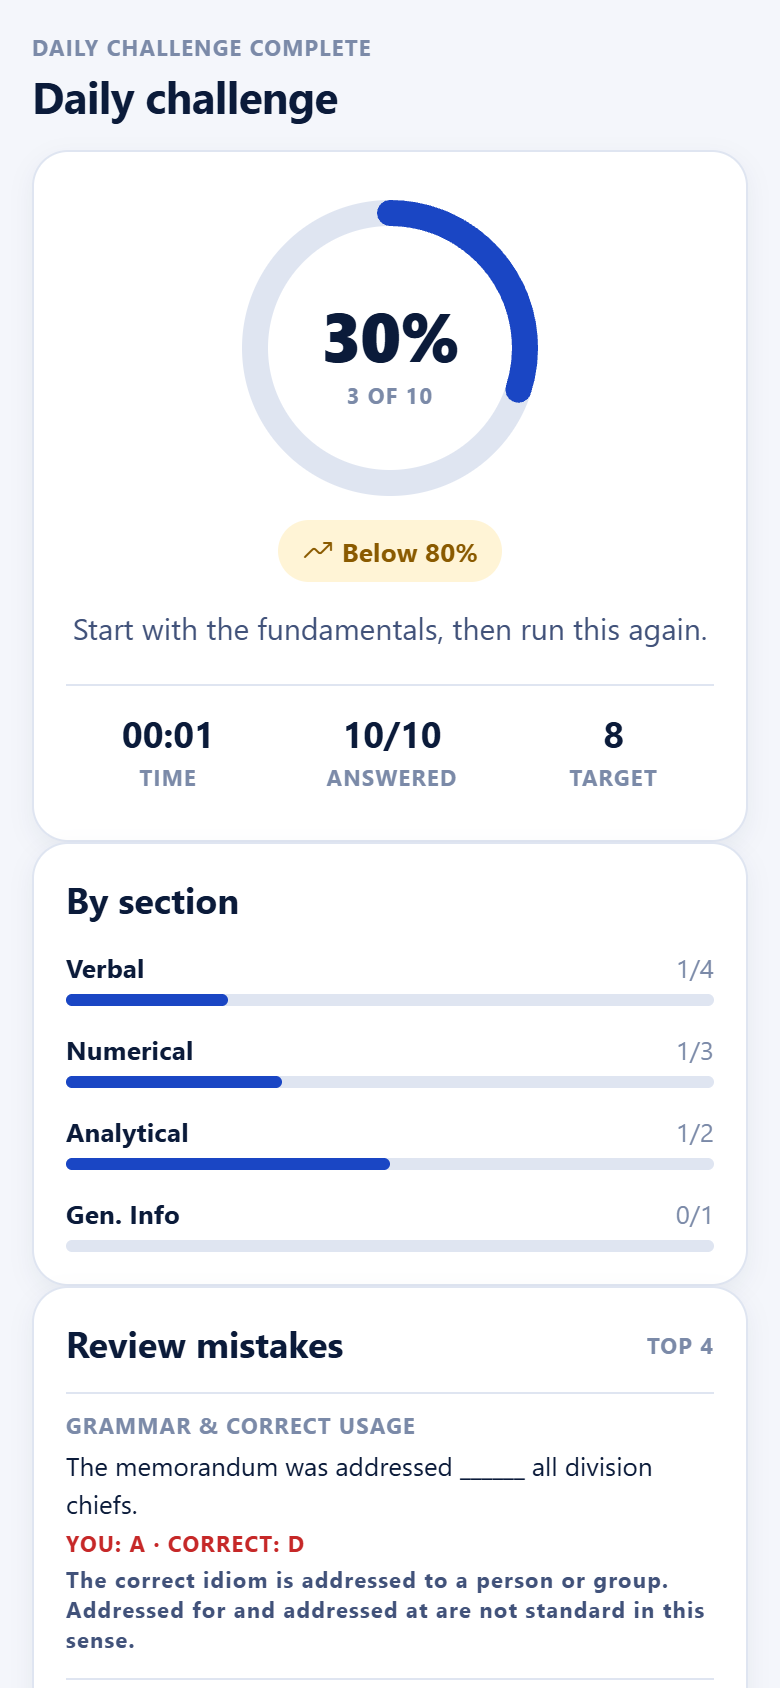 DAILY CHALLENGE COMPLETE
Daily challenge
30%
3 OF 10
Below 80%
Start with the fundamentals, then run this again.
00:01 10/10 8
TIME ANSWERED TARGET
By section
Verbal 1/4
Numerical 1/3
Analytical 1/2
Gen. Info 0/1
Review mistakes TOP 4
GRAMMAR & CORRECT USAGE
The memorandum was addressed ______ all division
chiefs.
YOU: A · CORRECT: D
The correct idiom is addressed to a person or group.
Addressed for and addressed at are not standard in this
sense.